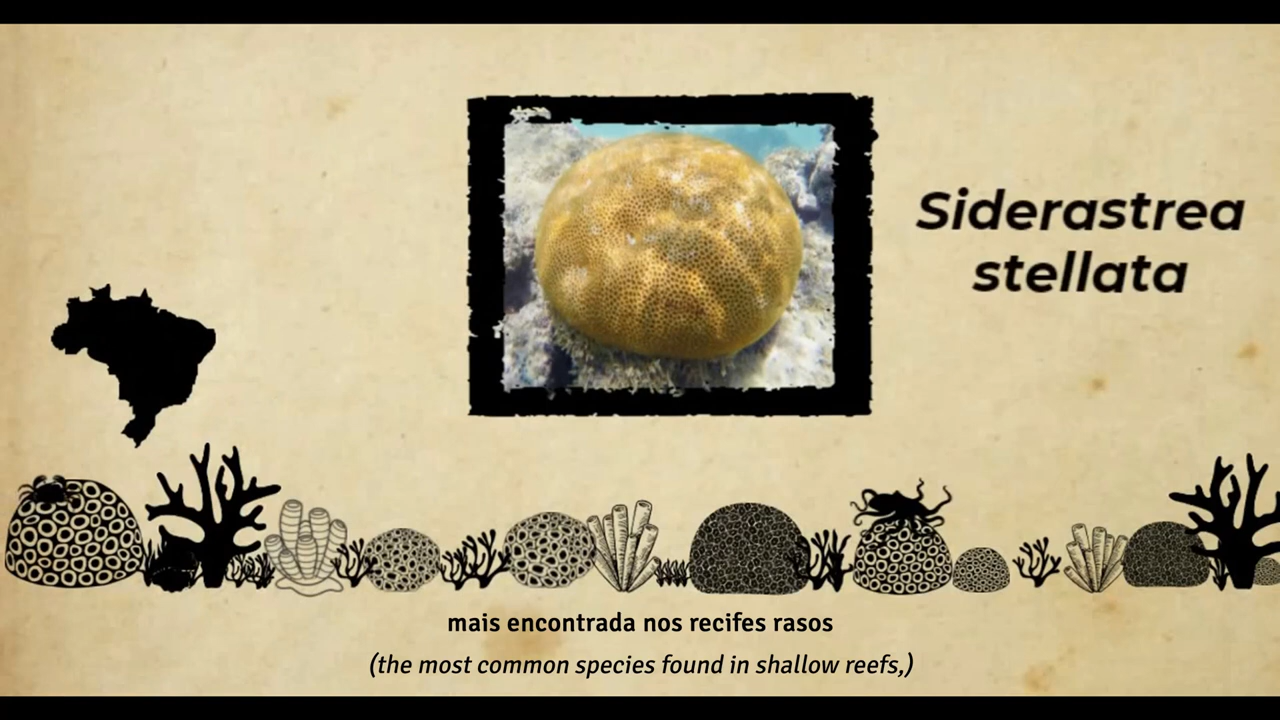 Siderastrea
stellata
mais encontrada nos recifes rasos
(the most common species found in shallow reefs,)